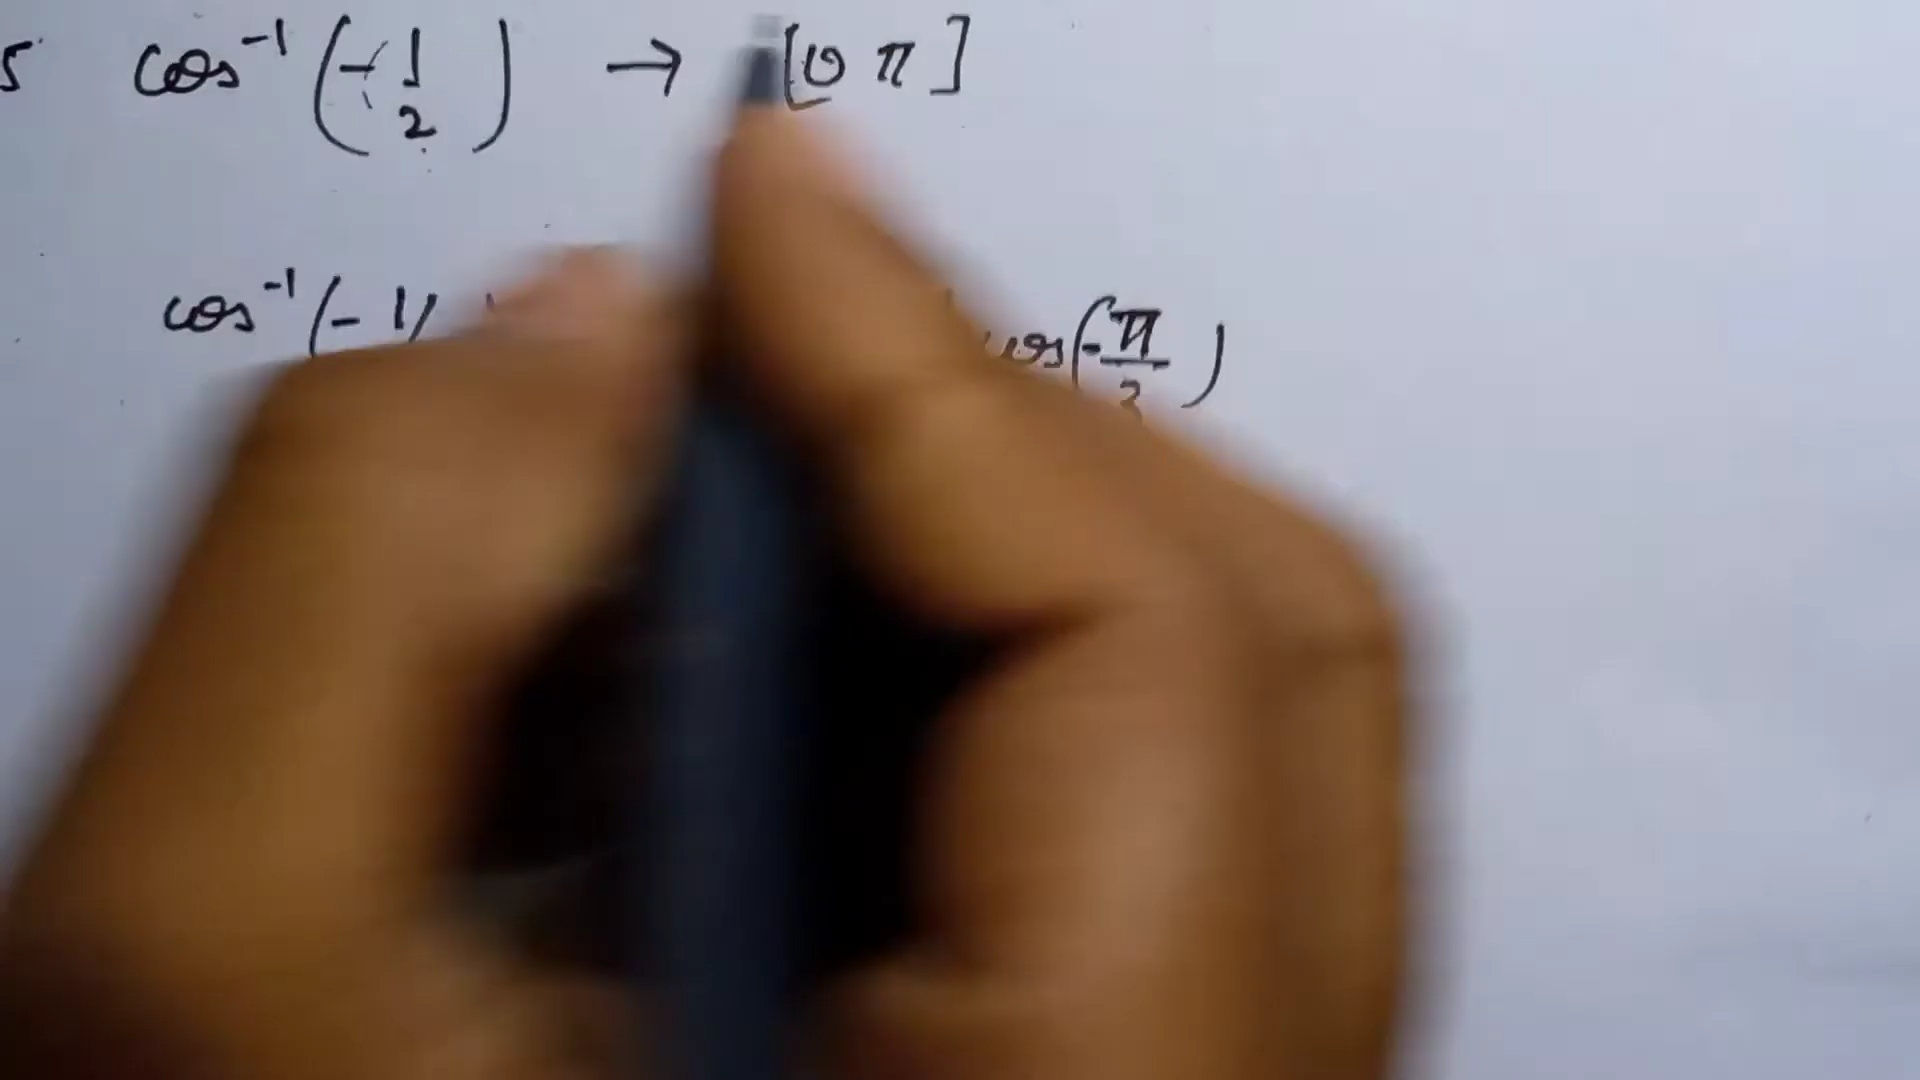 5 cos⁻¹ (- 1/2) → [0 π]
cos⁻¹ (- 1/ cos(-π/3)